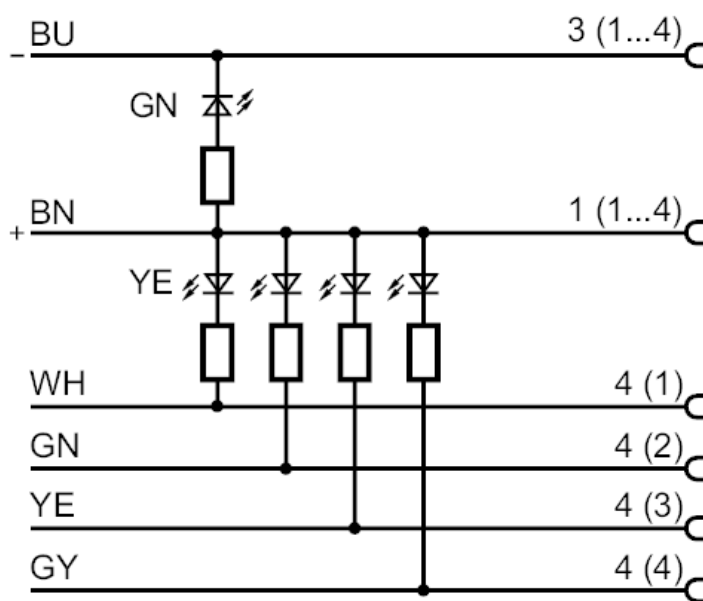 BU 3 (1...4)
−
GN
BN 1 (1...4)
+
YE
WH 4 (1)
GN 4 (2)
YE 4 (3)
GY 4 (4)